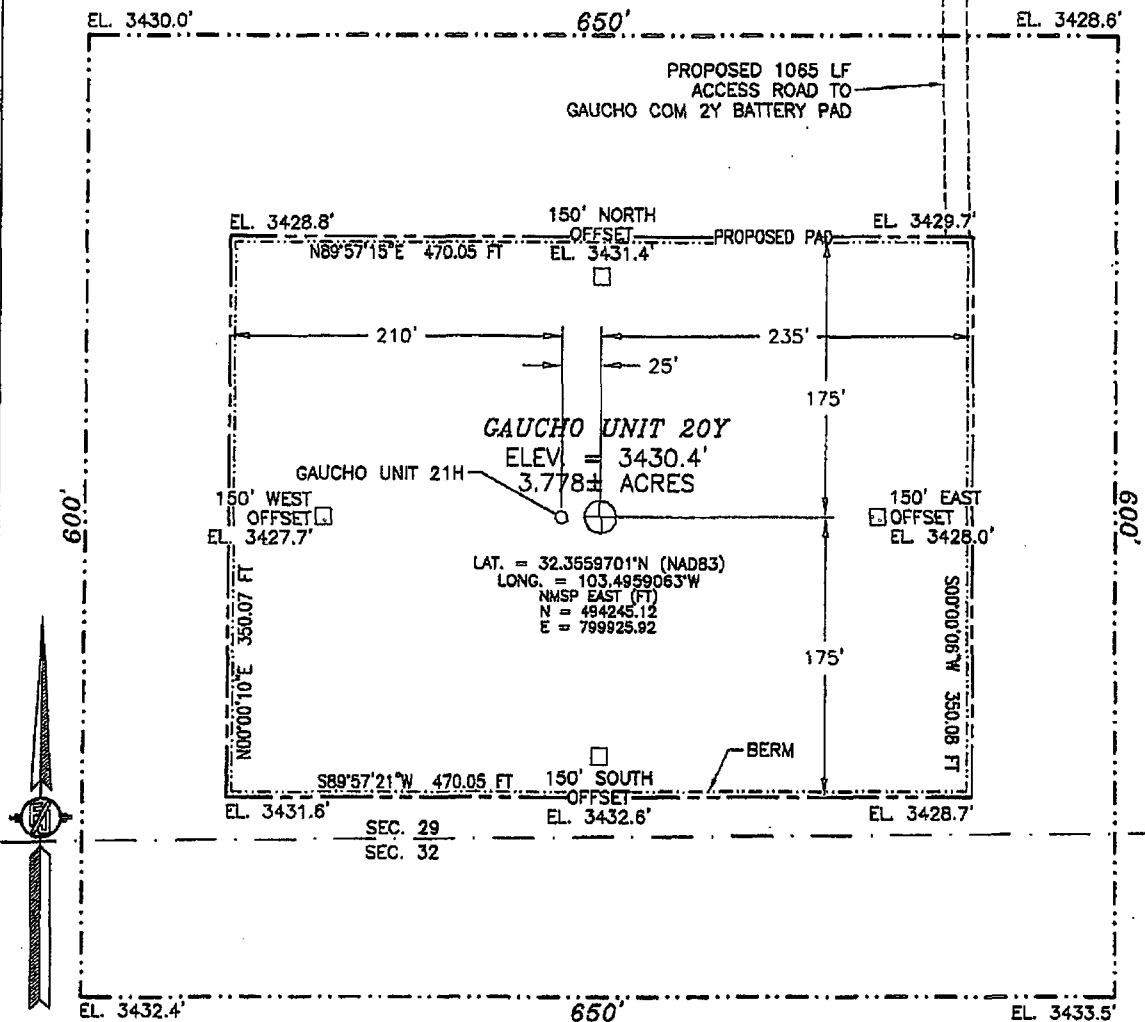 EL. 3430.0'
650'
EL. 3428.6'
PROPOSED 1065 LF
ACCESS ROAD TO
GAUCHO COM 2Y BATTERY PAD
EL. 3428.8'
150' NORTH
OFFSET
EL. 3431.4'
PROPOSED PAD
EL. 3429.7'
N89°57'15"E 470.05 FT
210'
235'
25'
175'
GAUCHO UNIT 20Y
ELEV. = 3430.4'
3.778± ACRES
GAUCHO UNIT 21H
150' WEST
OFFSET
EL. 3427.7'
150' EAST
OFFSET
EL. 3428.0'
600'
600'
LAT. = 32.3559701°N (NAD83)
LONG. = 103.4959063°W
NMSP EAST (FT)
N = 494245.12
E = 799925.92
N00°00'10"E 350.07 FT
S00°00'06"W 350.08 FT
175'
BERM
S89°57'21"W 470.05 FT
150' SOUTH
OFFSET
EL. 3432.6'
EL. 3431.6'
EL. 3428.7'
SEC. 29
SEC. 32
EL. 3432.4'
650'
EL. 3433.5'